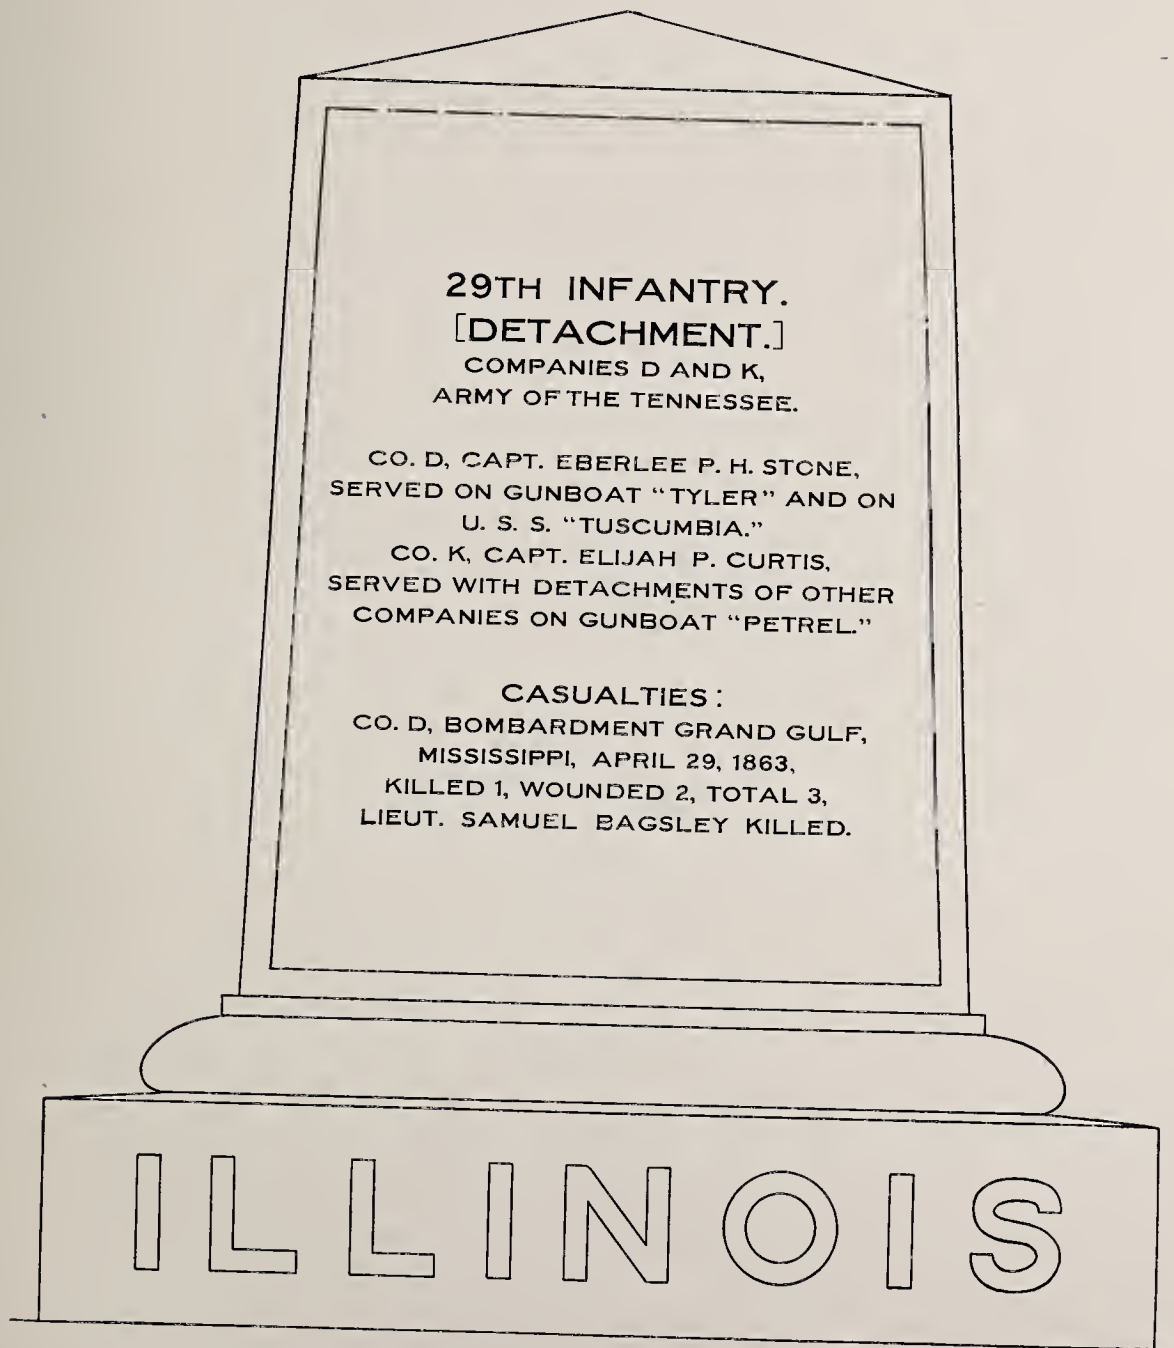 29TH INFANTRY.
[DETACHMENT.]
COMPANIES D AND K,
ARMY OF THE TENNESSEE.
CO. D, CAPT. EBERLEE P. H. STONE,
SERVED ON GUNBOAT “TYLER” AND ON
U. S. S. “TUSCUMBIA.”
CO. K, CAPT. ELIJAH P. CURTIS,
SERVED WITH DETACHMENTS OF OTHER
COMPANIES ON GUNBOAT “PETREL.”
CASUALTIES:
CO. D, BOMBARDMENT GRAND GULF,
MISSISSIPPI, APRIL 29, 1863,
KILLED 1, WOUNDED 2, TOTAL 3,
LIEUT. SAMUEL BAGSLEY KILLED.
ILLINOIS